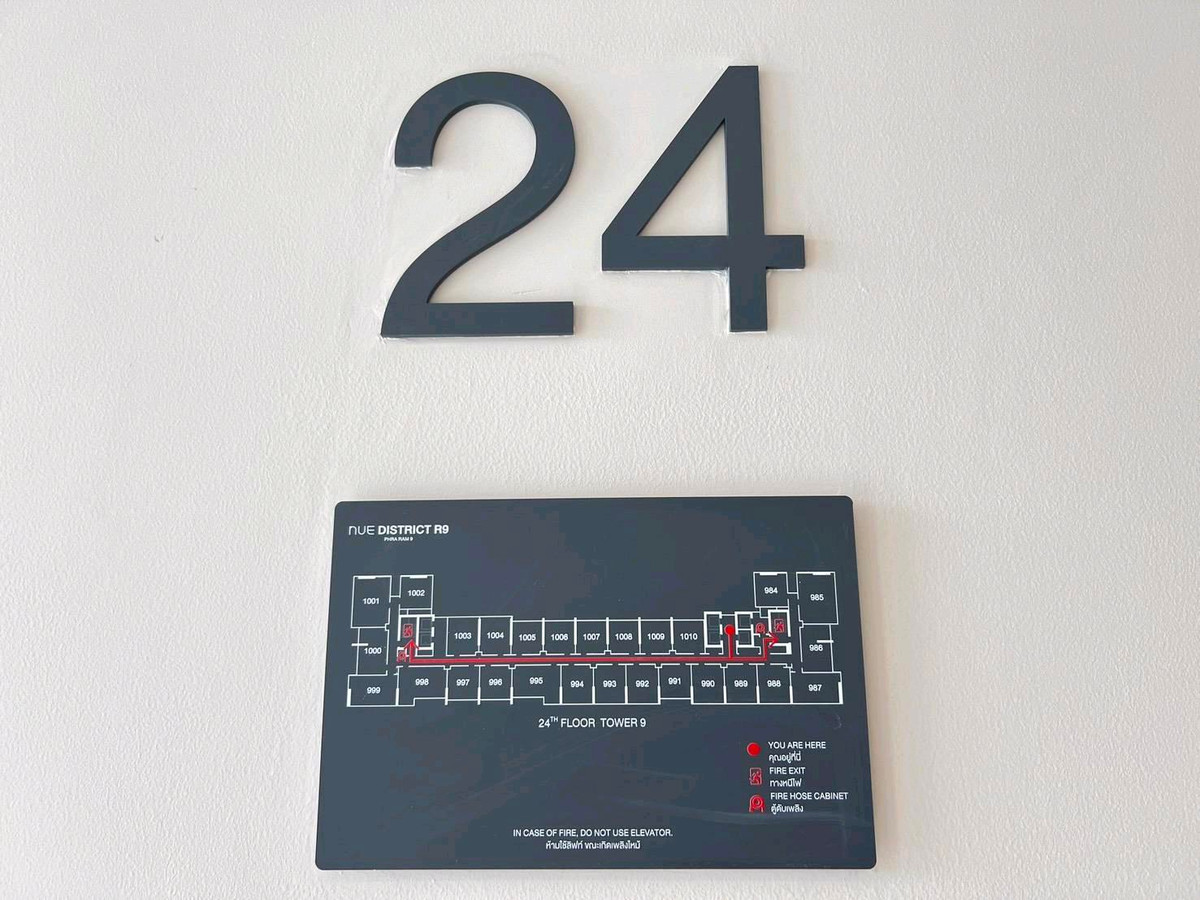 24
nue DISTRICT R9
PHRA RAM 9
1001 1002 984 985
1003 1004 1005 1006 1007 1008 1009 1010
1000 986
999 998 997 996 995 994 993 992 991 990 989 988 987
24TH FLOOR TOWER 9
YOU ARE HERE
คุณอยู่ที่นี่
FIRE EXIT
ทางหนีไฟ
FIRE HOSE CABINET
ตู้ดับเพลิง
IN CASE OF FIRE, DO NOT USE ELEVATOR.
ห้ามใช้ลิฟท์ ขณะเกิดเพลิงไหม้